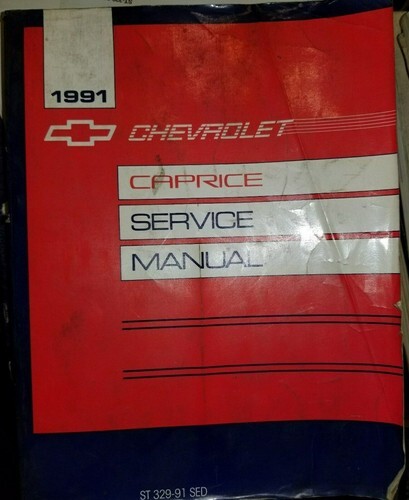 1991
CHEVROLET
CAPRICE
SERVICE
MANUAL
ST 329-91 SED